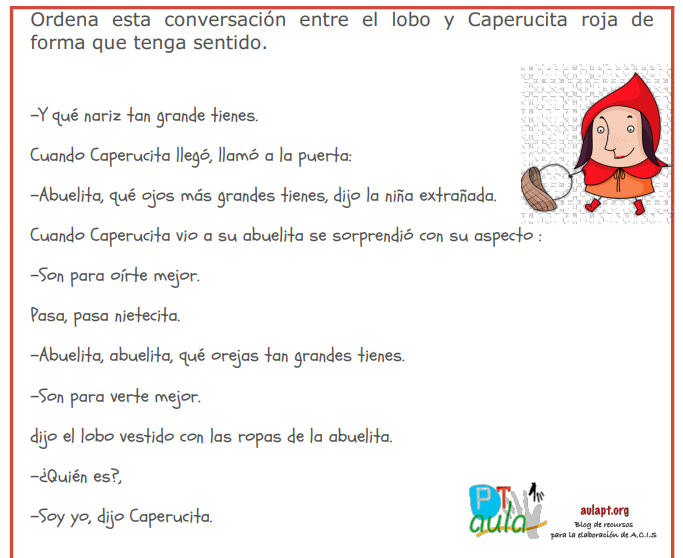 Ordena esta conversación entre el lobo y Caperucita roja de
forma que tenga sentido.
-Y qué nariz tan grande tienes.
Cuando Caperucita llegó, llamó a la puerta:
-Abuelita, qué ojos más grandes tienes, dijo la niña extrañada.
Cuando Caperucita vio a su abuelita se sorprendió con su aspecto :
-Son para oírte mejor.
Pasa, pasa nietecita.
-Abuelita, abuelita, qué orejas tan grandes tienes.
-Son para verte mejor.
dijo el lobo vestido con las ropas de la abuelita.
-¿Quién es?,
-Soy yo, dijo Caperucita.
PT
aula
aulapt.org
Blog de recursos
para la elaboración de A.C.I.S